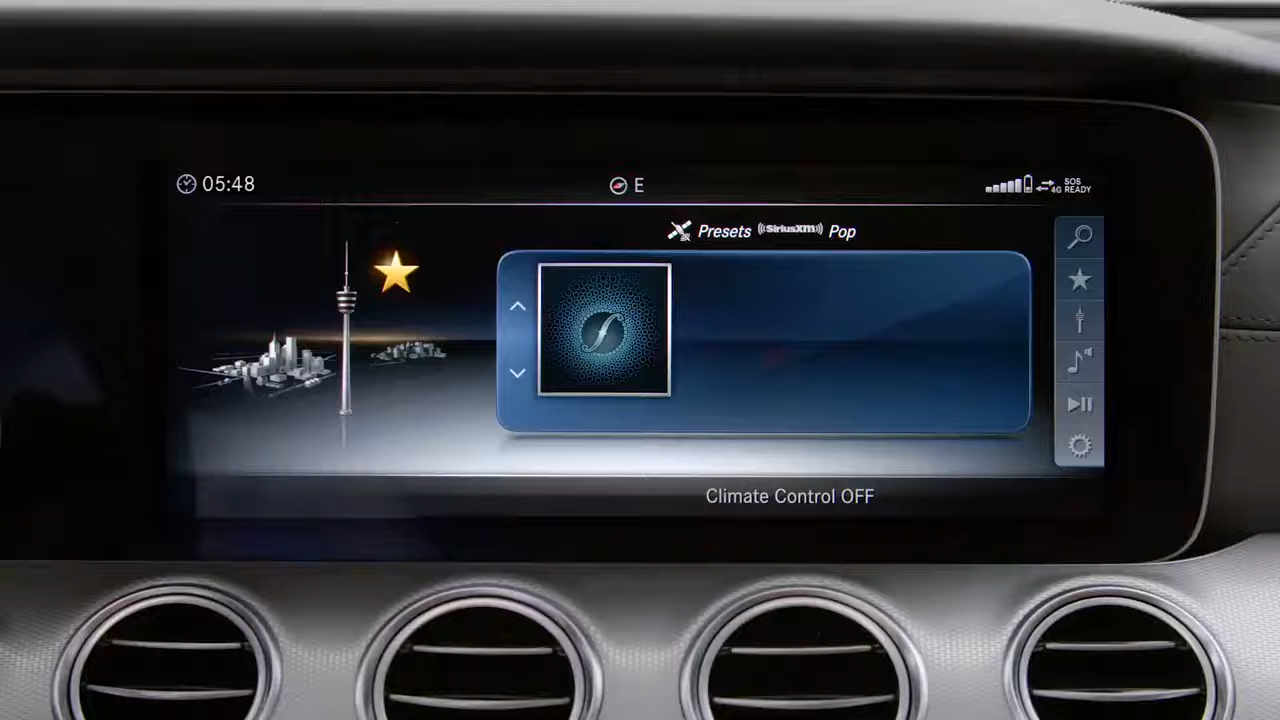 05:48
E
4G
SOS
READY
Presets ((SiriusXM)) Pop
f
Climate Control OFF